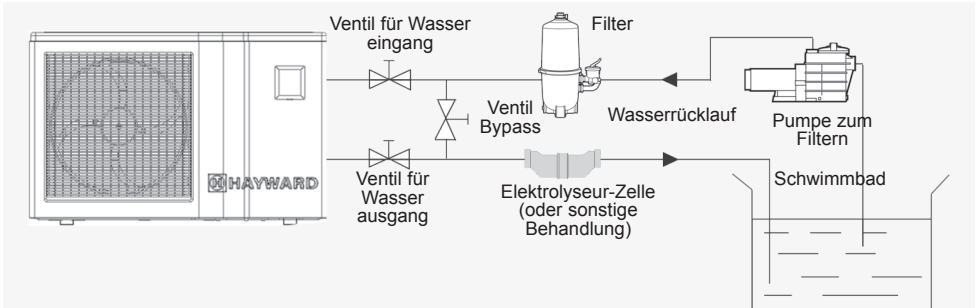 Ventil für Wasser
eingang
Filter
Ventil
Bypass
Wasserrücklauf
Pumpe zum
Filtern
HAYWARD
Ventil für
Wasser
ausgang
Elektrolyseur-Zelle
(oder sonstige
Behandlung)
Schwimmbad